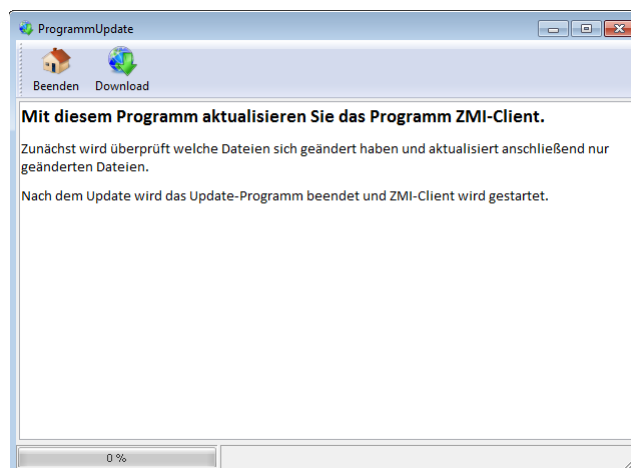 ProgrammUpdate
Beenden Download
Mit diesem Programm aktualisieren Sie das Programm ZMI-Client.
Zunächst wird überprüft welche Dateien sich geändert haben und aktualisiert anschließend nur
geänderten Dateien.
Nach dem Update wird das Update-Programm beendet und ZMI-Client wird gestartet.
0 %